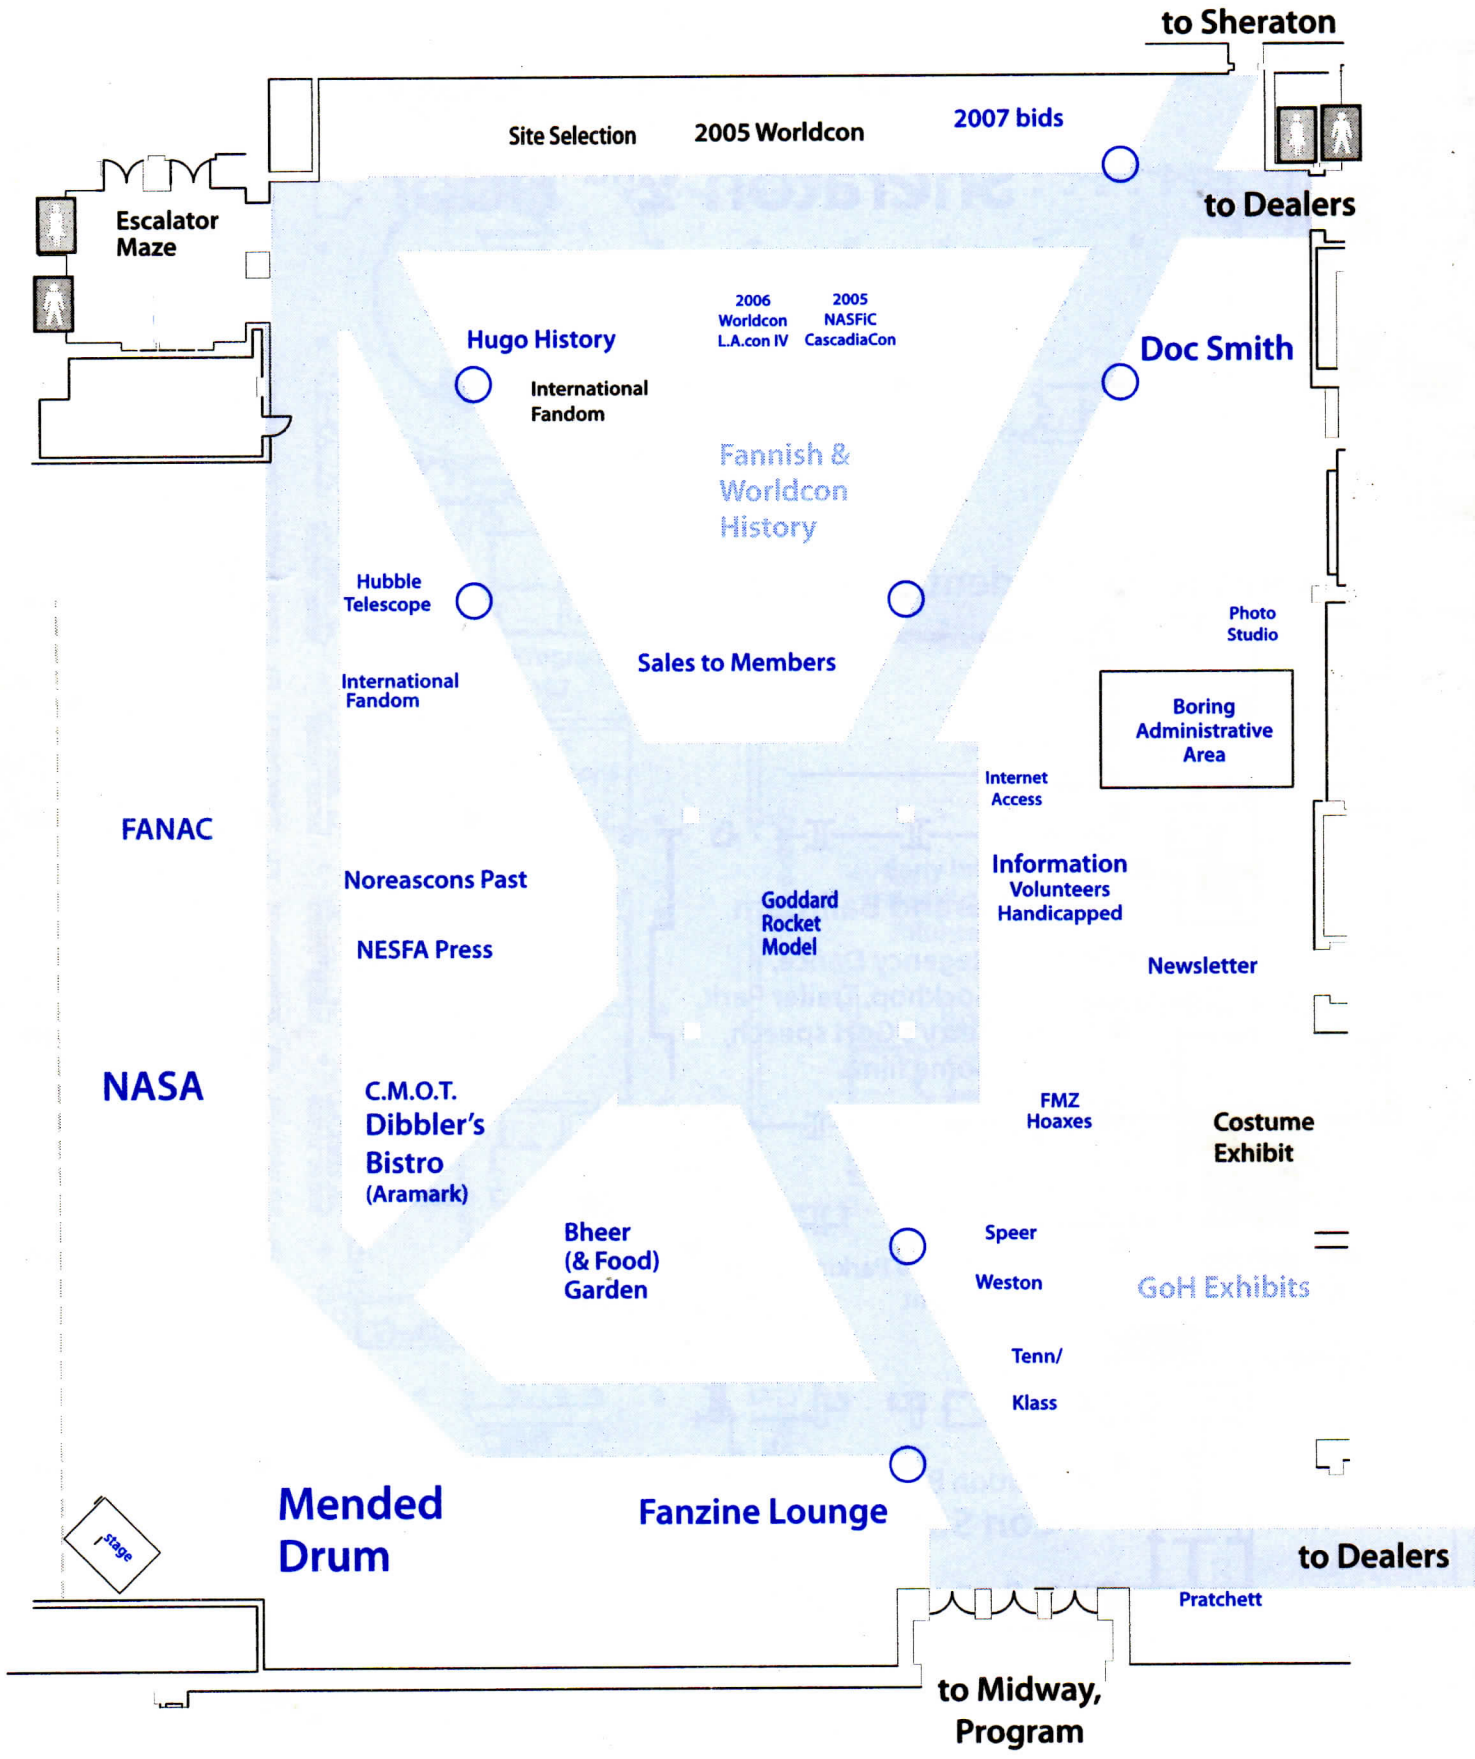 to Sheraton
Site Selection
2005 Worldcon
2007 bids
to Dealers
Escalator
Maze
Hugo History
International
Fandom
2006
Worldcon
L.A.con IV
2005
NASFiC
CascadiaCon
Doc Smith
Fannish &
Worldcon
History
Hubble
Telescope
International
Fandom
Sales to Members
Photo
Studio
Boring
Administrative
Area
Internet
Access
FANAC
Noreascons Past
NESFA Press
Goddard
Rocket
Model
Information
Volunteers
Handicapped
Newsletter
NASA
C.M.O.T.
Dibbler's
Bistro
(Aramark)
FMZ
Hoaxes
Costume
Exhibit
Bheer
(& Food)
Garden
Speer
Weston
GoH Exhibits
Tenn/
Klass
Mended
Drum
Fanzine Lounge
stage
to Dealers
Pratchett
to Midway,
Program